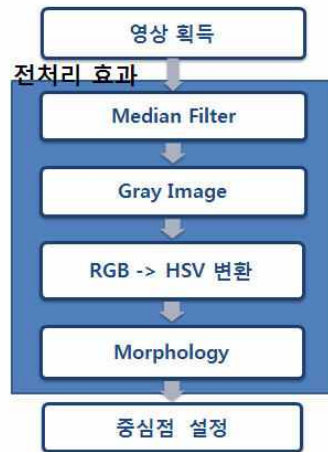 영상 획득
전처리 효과
Median Filter
Gray Image
RGB -> HSV 변환
Morphology
중심점 설정